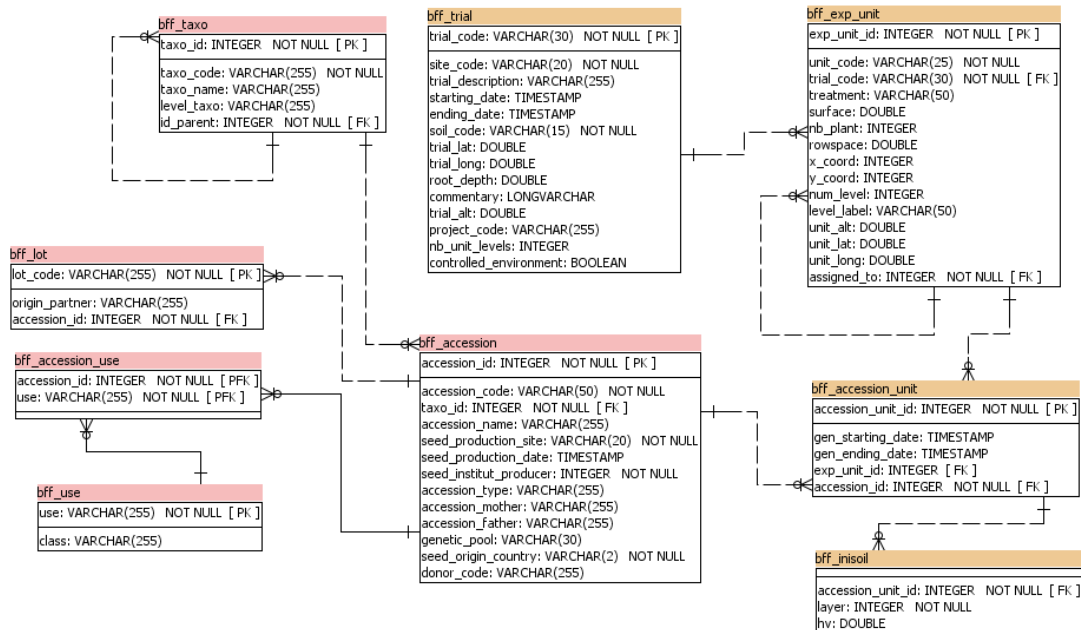 bff_taxo
taxo_id: INTEGER NOT NULL [ PK ]
taxo_code: VARCHAR(255) NOT NULL
taxo_name: VARCHAR(255)
level_taxo: VARCHAR(255)
id_parent: INTEGER NOT NULL [ FK ]
bff_trial
trial_code: VARCHAR(30) NOT NULL [ PK ]
site_code: VARCHAR(20) NOT NULL
trial_description: VARCHAR(255)
starting_date: TIMESTAMP
ending_date: TIMESTAMP
soil_code: VARCHAR(15) NOT NULL
trial_lat: DOUBLE
trial_long: DOUBLE
root_depth: DOUBLE
commentary: LONGVARCHAR
trial_alt: DOUBLE
project_code: VARCHAR(255)
nb_unit_levels: INTEGER
controlled_environment: BOOLEAN
bff_exp_unit
exp_unit_id: INTEGER NOT NULL [ PK ]
unit_code: VARCHAR(25) NOT NULL
trial_code: VARCHAR(30) NOT NULL [ FK ]
treatment: VARCHAR(50)
surface: DOUBLE
nb_plant: INTEGER
rowspace: DOUBLE
x_coord: INTEGER
y_coord: INTEGER
num_level: INTEGER
level_label: VARCHAR(50)
unit_alt: DOUBLE
unit_lat: DOUBLE
unit_long: DOUBLE
assigned_to: INTEGER NOT NULL [ FK ]
bff_lot
lot_code: VARCHAR(255) NOT NULL [ PK ]
origin_partner: VARCHAR(255)
accession_id: INTEGER NOT NULL [ FK ]
bff_accession_use
accession_id: INTEGER NOT NULL [ PFK ]
use: VARCHAR(255) NOT NULL [ PFK ]
bff_use
use: VARCHAR(255) NOT NULL [ PK ]
class: VARCHAR(255)
bff_accession
accession_id: INTEGER NOT NULL [ PK ]
accession_code: VARCHAR(50) NOT NULL
taxo_id: INTEGER NOT NULL [ FK ]
accession_name: VARCHAR(255)
seed_production_site: VARCHAR(20) NOT NULL
seed_production_date: TIMESTAMP
seed_institut_producer: INTEGER NOT NULL
accession_type: VARCHAR(255)
accession_mother: VARCHAR(255)
accession_father: VARCHAR(255)
genetic_pool: VARCHAR(30)
seed_origin_country: VARCHAR(2) NOT NULL
donor_code: VARCHAR(255)
bff_accession_unit
accession_unit_id: INTEGER NOT NULL [ PK ]
gen_starting_date: TIMESTAMP
gen_ending_date: TIMESTAMP
exp_unit_id: INTEGER [ FK ]
accession_id: INTEGER NOT NULL [ FK ]
bff_inisoil
accession_unit_id: INTEGER NOT NULL [ FK ]
layer: INTEGER NOT NULL
hv: DOUBLE